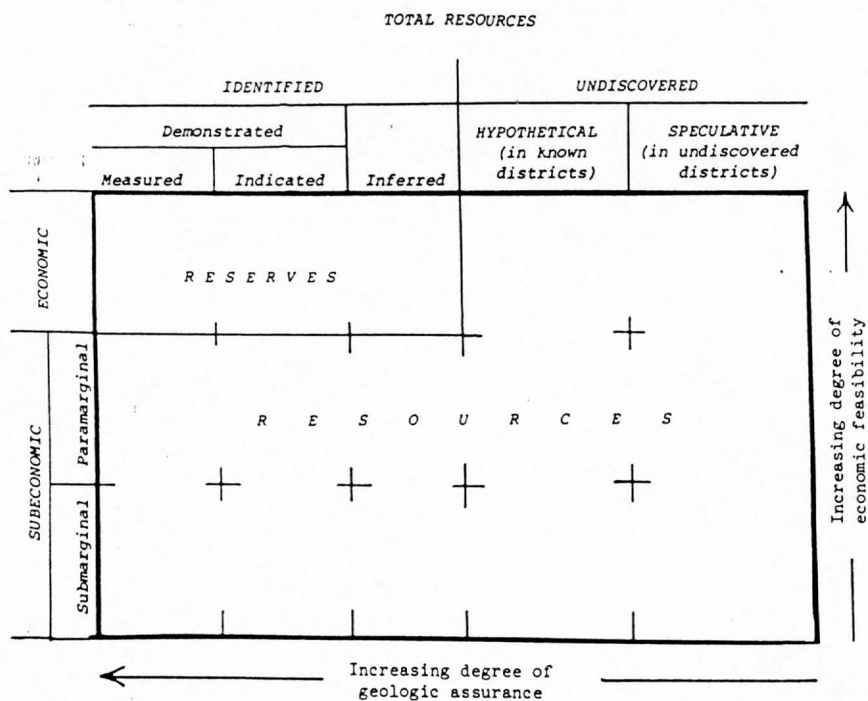 TOTAL RESOURCES
IDENTIFIED
UNDISCOVERED
Demonstrated
HYPOTHETICAL
(in known
districts)
SPECULATIVE
(in undiscovered
districts)
Measured
Indicated
Inferred
ECONOMIC
R E S E R V E S
SUBECONOMIC
Paramarginal
R E S O U R C E S
Submarginal
Increasing degree of
economic feasibility
Increasing degree of
geologic assurance